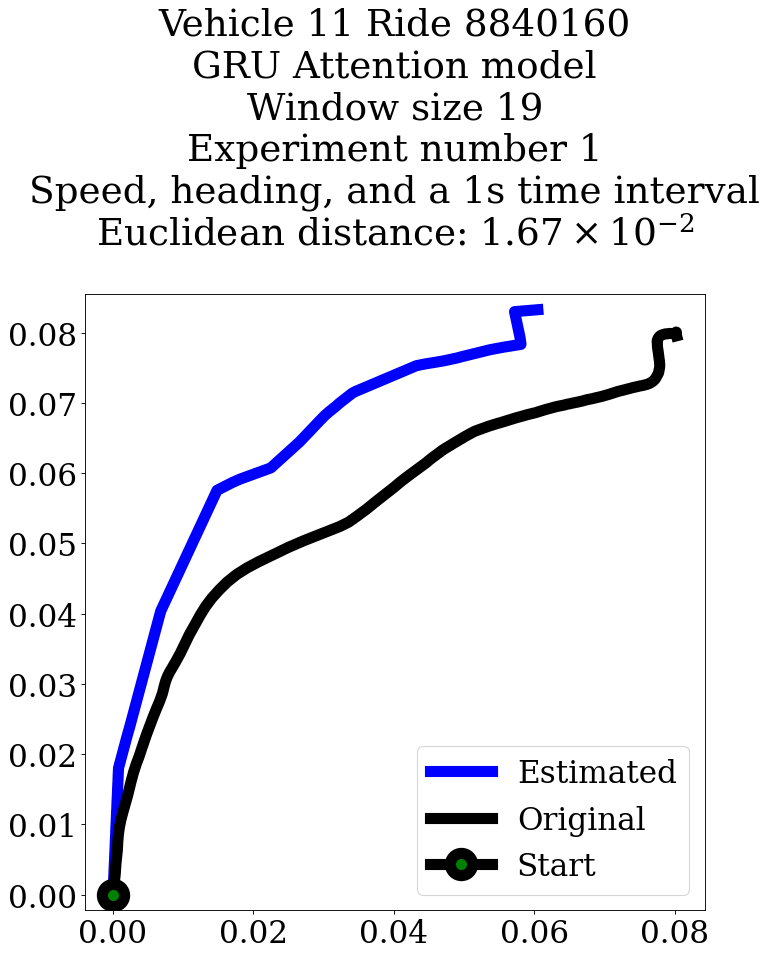 Vehicle 11 Ride 8840160
GRU Attention model
Window size 19
Experiment number 1
Speed, heading, and a 1s time interval
Euclidean distance: 1.67 × 10⁻²
0.08
0.07
0.06
0.05
0.04
0.03
0.02
0.01
0.00
Estimated
Original
Start
0.00 0.02 0.04 0.06 0.08